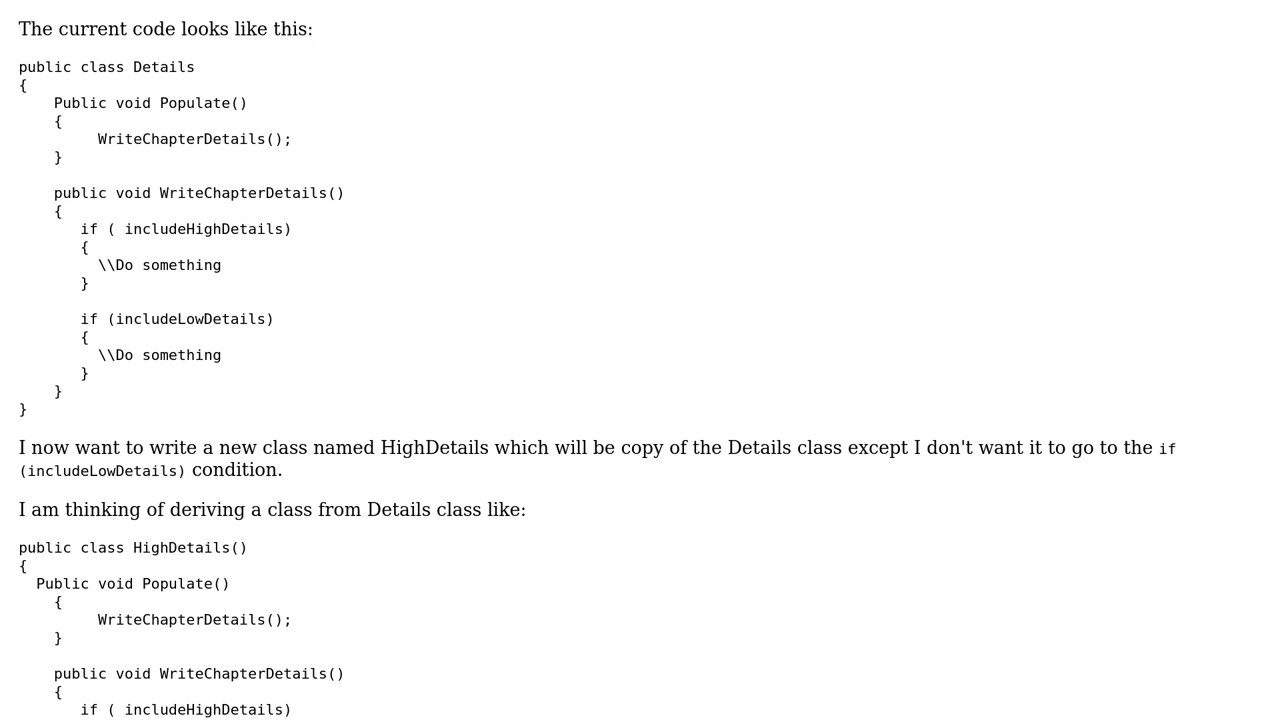 The current code looks like this:
public class Details
{
    Public void Populate()
    {
         WriteChapterDetails();
    }

    public void WriteChapterDetails()
    {
       if ( includeHighDetails)
       {
         \\Do something
       }

       if (includeLowDetails)
       {
         \\Do something
       }
    }
}
I now want to write a new class named HighDetails which will be copy of the Details class except I don't want it to go to the if
(includeLowDetails) condition.
I am thinking of deriving a class from Details class like:
public class HighDetails()
{
  Public void Populate()
    {
         WriteChapterDetails();
    }

    public void WriteChapterDetails()
    {
       if ( includeHighDetails)